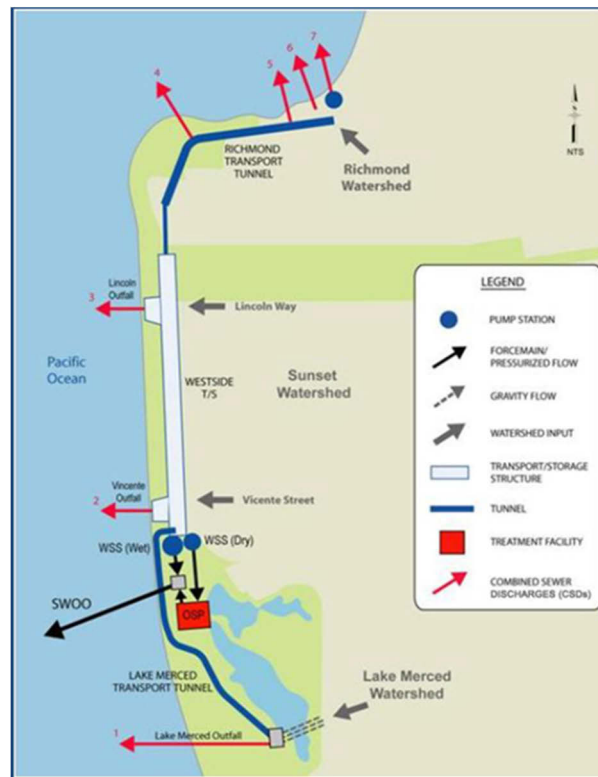 7
6
5
4
S
NTS
RICHMOND
TRANSPORT
TUNNEL
Richmond
Watershed
Lincoln
Outfall
3
Lincoln Way
Pacific
Ocean
WESTSIDE
T/S
Sunset
Watershed
Vincente
Outfall
2
Vicente Street
WSS (Wet)
WSS (Dry)
SWOO
OSP
LAKE MERCED
TRANSPORT TUNNEL
Lake Merced
Watershed
1
Lake Merced Outfall
LEGEND
PUMP STATION
FORCEMAIN/
PRESSURIZED FLOW
GRAVITY FLOW
WATERSHED INPUT
TRANSPORT/STORAGE
STRUCTURE
TUNNEL
TREATMENT FACILITY
COMBINED SEWER
DISCHARGES (CSDs)